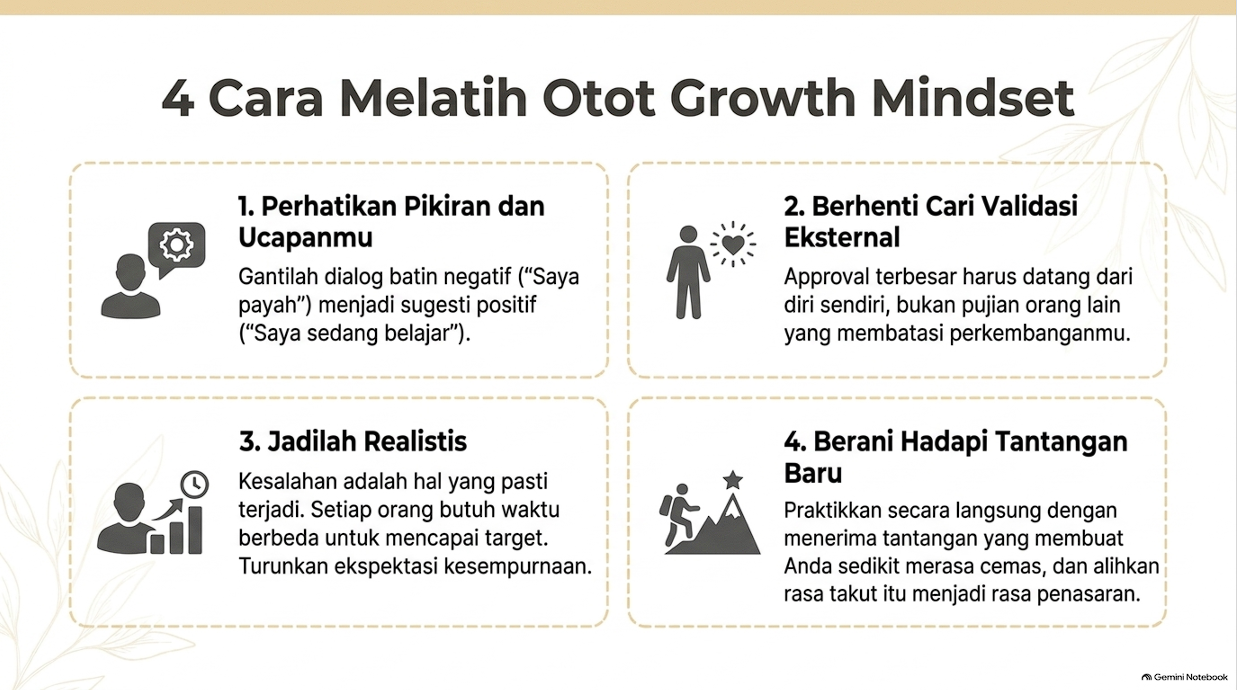 4 Cara Melatih Otot Growth Mindset
1. Perhatikan Pikiran dan
Ucapanmu
Gantilah dialog batin negatif (“Saya
payah”) menjadi sugesti positif
(“Saya sedang belajar”).
2. Berhenti Cari Validasi
Eksternal
Approval terbesar harus datang dari
diri sendiri, bukan pujian orang lain
yang membatasi perkembanganmu.
3. Jadilah Realistis
Kesalahan adalah hal yang pasti
terjadi. Setiap orang butuh waktu
berbeda untuk mencapai target.
Turunkan ekspektasi kesempurnaan.
4. Berani Hadapi Tantangan
Baru
Praktikkan secara langsung dengan
menerima tantangan yang membuat
Anda sedikit merasa cemas, dan alihkan
rasa takut itu menjadi rasa penasaran.
Gemini Notebook